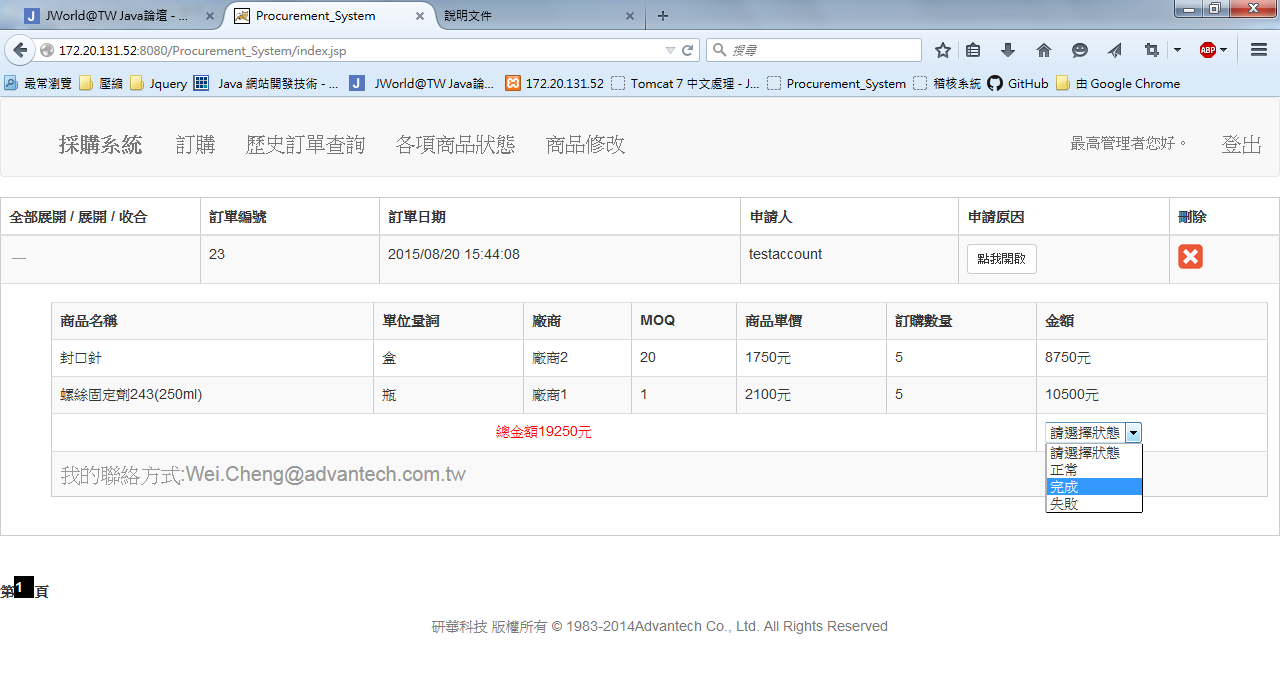 JWorld@TW Java論壇 - ... Procurement_System 說明文件
172.20.131.52:8080/Procurement_System/index.jsp 搜尋 ABP
最常瀏覽 壓縮 Jquery Java 網站開發技術 - ... JWorld@TW Java論... 172.20.131.52 Tomcat 7 中文處理 - J... Procurement_System 稽核系統 GitHub 由 Google Chrome
採購系統 訂購 歷史訂單查詢 各項商品狀態 商品修改 最高管理者您好。 登出
全部展開 / 展開 / 收合 訂單編號 訂單日期 申請人 申請原因 刪除
— 23 2015/08/20 15:44:08 testaccount 點我開啟
商品名稱 單位量詞 廠商 MOQ 商品單價 訂購數量 金額
封口針 盒 廠商2 20 1750元 5 8750元
螺絲固定劑243(250ml) 瓶 廠商1 1 2100元 5 10500元
總金額19250元 請選擇狀態
請選擇狀態
正常
完成
失敗
我的聯絡方式:Wei.Cheng@advantech.com.tw
第1頁
研華科技 版權所有 © 1983-2014Advantech Co., Ltd. All Rights Reserved